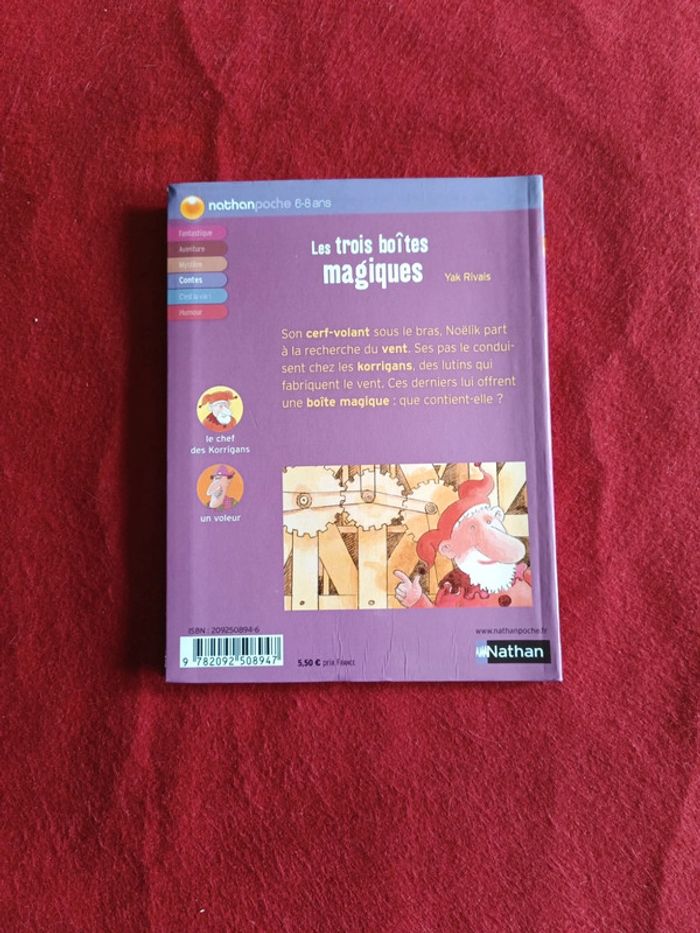 nathanpoche 6-8 ans
Fantastique
Aventure
Mystère
Contes
C'est la vie !
Humour
Les trois boîtes
magiques
Yak Rivais
Son cerf-volant sous le bras, Noëlik part
à la recherche du vent. Ses pas le condui-
sent chez les korrigans, des lutins qui
fabriquent le vent. Ces derniers lui offrent
une boîte magique : que contient-elle ?
le chef
des Korrigans
un voleur
ISBN : 209250894-6
9 782092 508947
5,50 € prix France
www.nathanpoche.fr
Nathan